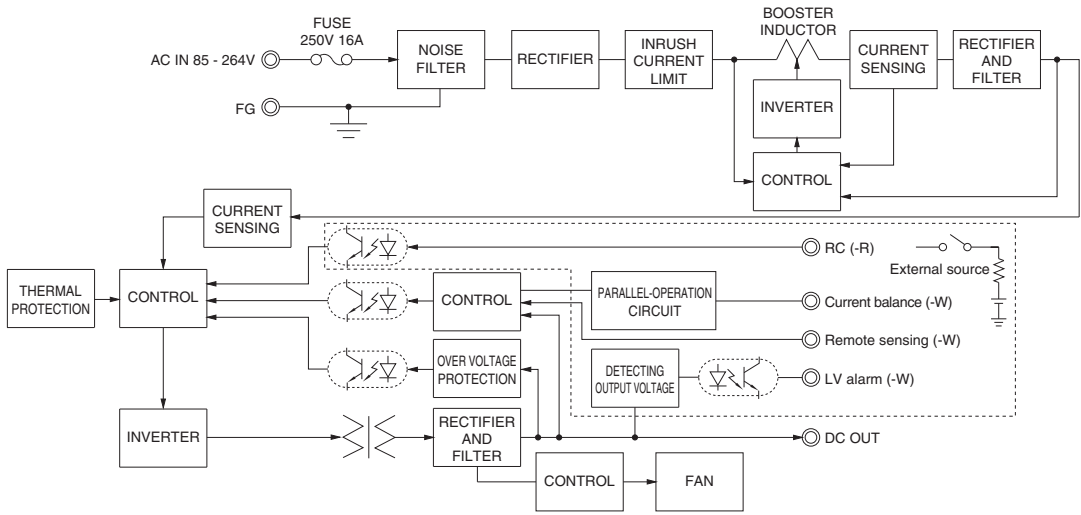 FUSE
250V 16A
AC IN 85 - 264V
FG
NOISE
FILTER
RECTIFIER
INRUSH
CURRENT
LIMIT
BOOSTER
INDUCTOR
INVERTER
CONTROL
CURRENT
SENSING
RECTIFIER
AND
FILTER
CURRENT
SENSING
THERMAL
PROTECTION
CONTROL
INVERTER
CONTROL
OVER VOLTAGE
PROTECTION
RECTIFIER
AND
FILTER
PARALLEL-OPERATION
CIRCUIT
DETECTING
OUTPUT VOLTAGE
RC (-R)
External source
Current balance (-W)
Remote sensing (-W)
LV alarm (-W)
DC OUT
CONTROL
FAN